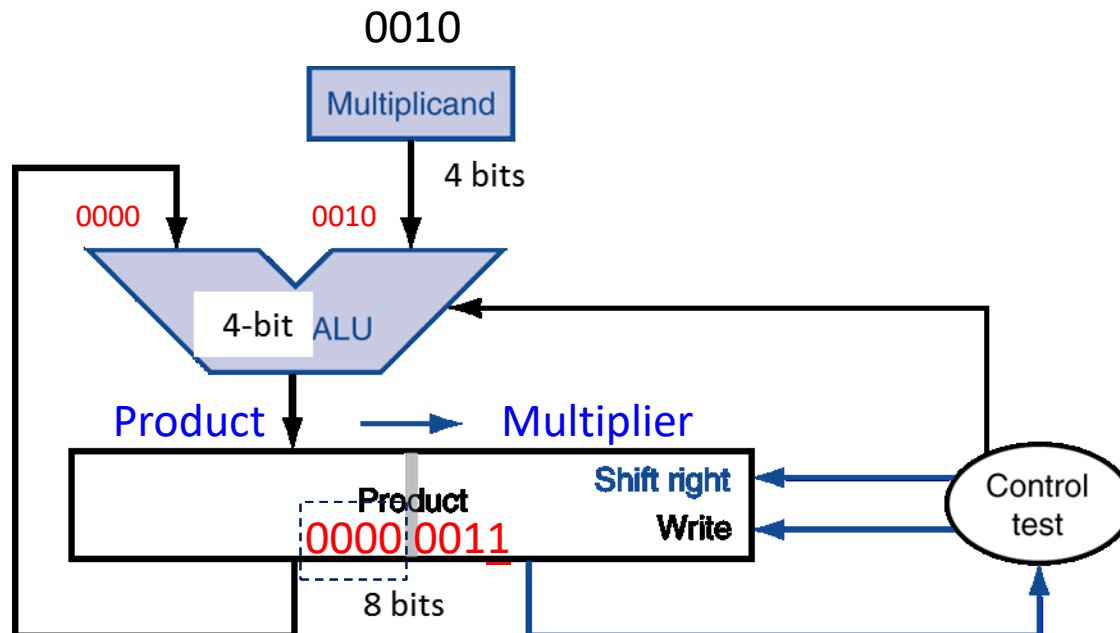 0010
Multiplicand
4 bits
0000
0010
4-bit ALU
Product
Multiplier
Shift right
Product
Write
0000 0011
8 bits
Control
test